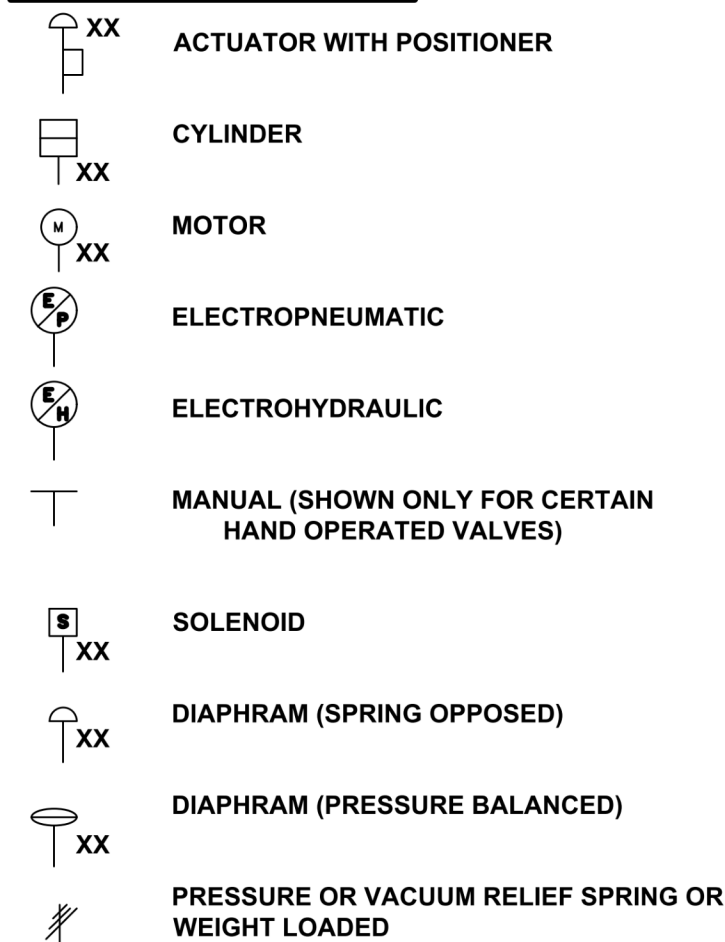 XX
ACTUATOR WITH POSITIONER
CYLINDER
XX
M
MOTOR
XX
E
P
ELECTROPNEUMATIC
E
H
ELECTROHYDRAULIC
MANUAL (SHOWN ONLY FOR CERTAIN
HAND OPERATED VALVES)
S
SOLENOID
XX
DIAPHRAM (SPRING OPPOSED)
XX
DIAPHRAM (PRESSURE BALANCED)
XX
PRESSURE OR VACUUM RELIEF SPRING OR
WEIGHT LOADED